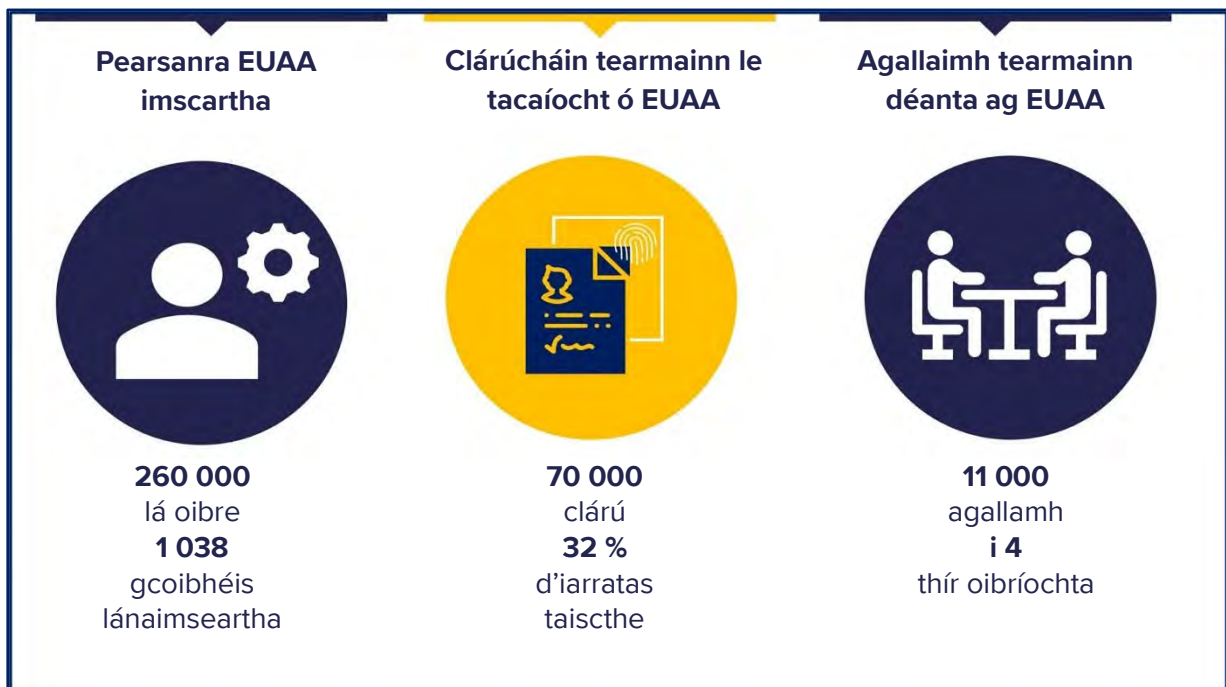 Pearsanra EUAA
imscartha
260 000
lá oibre
1 038
gcoibhéis
lánaimseartha
Clárúcháin tearmainn le
tacaíocht ó EUAA
70 000
clárú
32 %
d’iarratas
taiscthe
Agallaimh tearmainn
déanta ag EUAA
11 000
agallamh
i 4
thír oibríochta